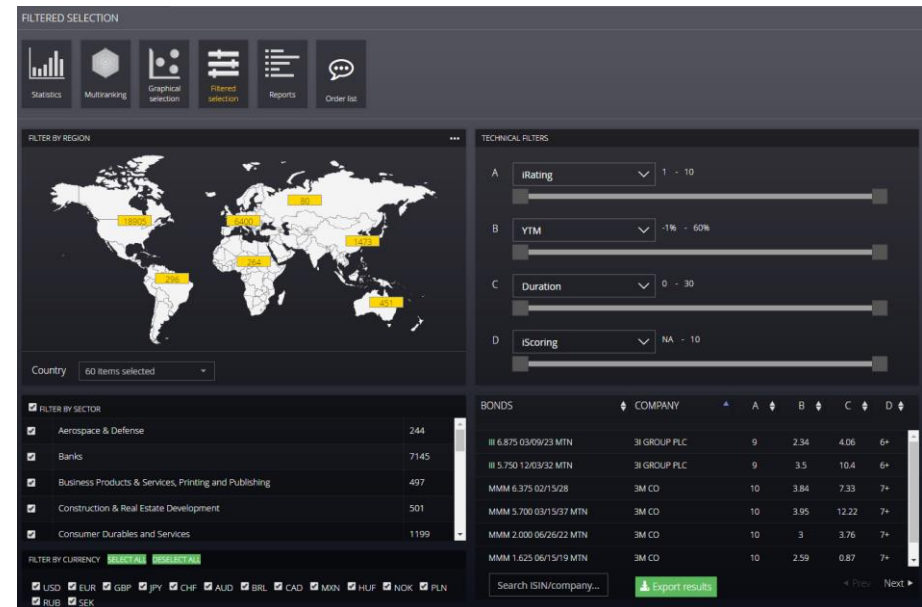 FILTERED SELECTION
Statistics
Multiranking
Graphical
selection
Filtered
selection
Reports
Order list
FILTER BY REGION
18905
6400
80
1473
264
296
451
Country 60 items selected
TECHNICAL FILTERS
A iRating 1 - 10
B YTM -1% - 60%
C Duration 0 - 30
D iScoring NA - 10
FILTER BY SECTOR
Aerospace & Defense 244
Banks 7145
Business Products & Services, Printing and Publishing 497
Construction & Real Estate Development 501
Consumer Durables and Services 1199
FILTER BY CURRENCY SELECT ALL DESELECT ALL
USD EUR GBP JPY CHF AUD BRL CAD MXN HUF NOK PLN
RUB SEK
BONDS COMPANY A B C D
III 6.875 03/09/23 MTN 3I GROUP PLC 9 2.34 4.06 6+
III 5.750 12/03/32 MTN 3I GROUP PLC 9 3.5 10.4 6+
MMM 6.375 02/15/28 3M CO 10 3.84 7.33 7+
MMM 5.700 03/15/37 MTN 3M CO 10 3.95 12.22 7+
MMM 2.000 06/26/22 MTN 3M CO 10 3 3.76 7+
MMM 1.625 06/15/19 MTN 3M CO 10 2.59 0.87 7+
Search ISIN/company... Export results Prev Next